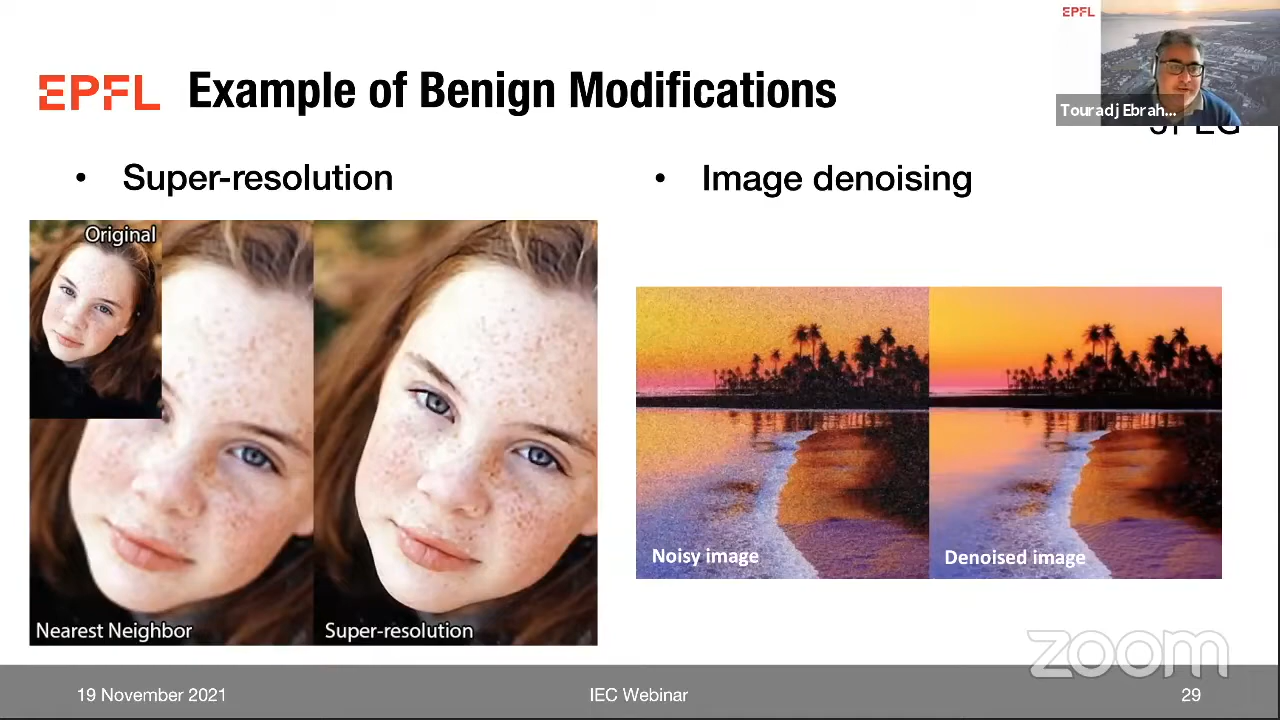 EPFL
EPFL Example of Benign Modifications
Touradj Ebrah...
JPEG
• Super-resolution
• Image denoising
Original
Nearest Neighbor
Super-resolution
Noisy image
Denoised image
zoom
19 November 2021
IEC Webinar
29